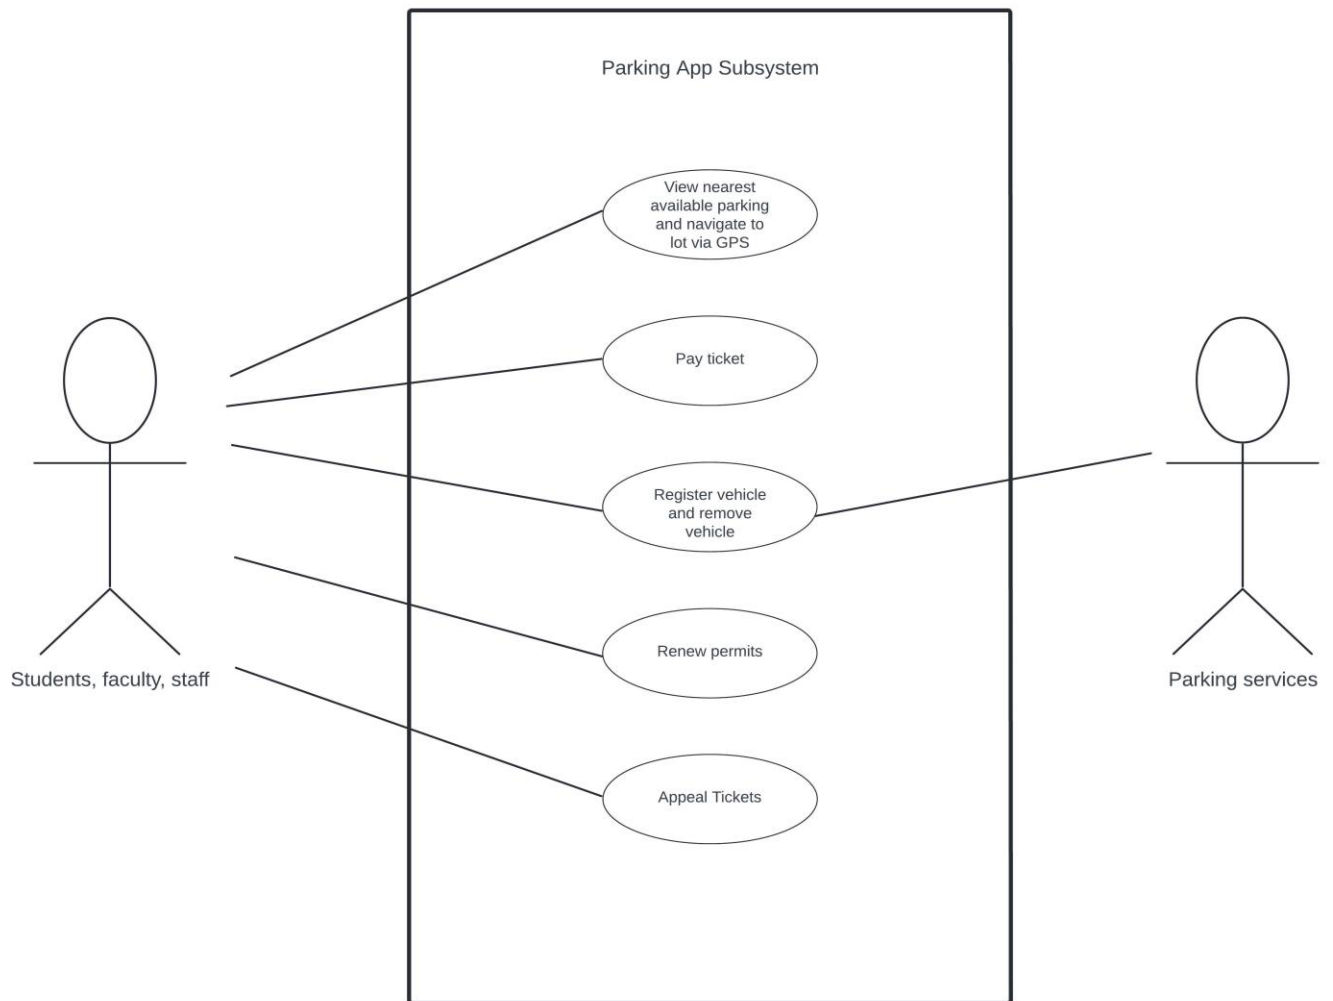 Parking App Subsystem
View nearest
available parking
and navigate to
lot via GPS
Pay ticket
Register vehicle
and remove
vehicle
Renew permits
Students, faculty, staff
Parking services
Appeal Tickets